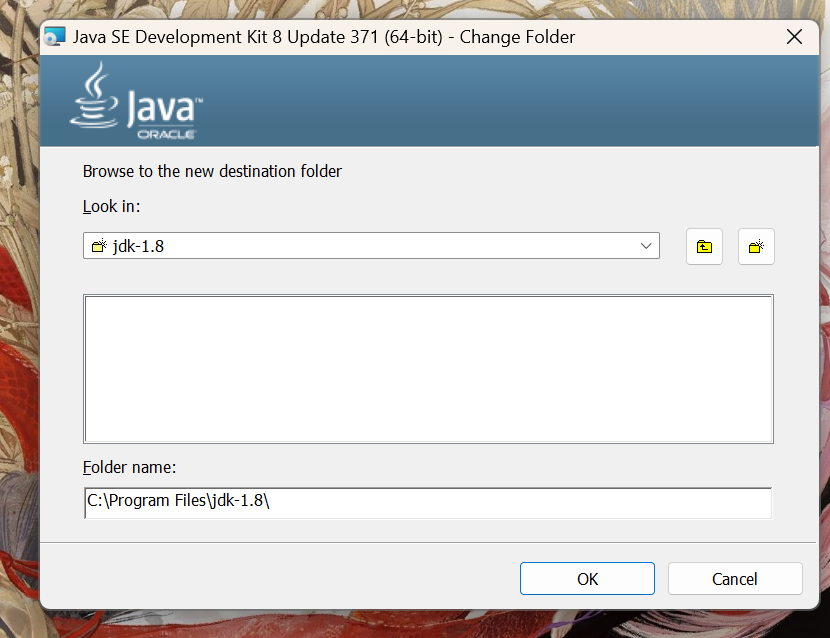 Java SE Development Kit 8 Update 371 (64-bit) - Change Folder
Java™
ORACLE
Browse to the new destination folder
Look in:
jdk-1.8
Folder name:
C:\Program Files\jdk-1.8\
OK Cancel